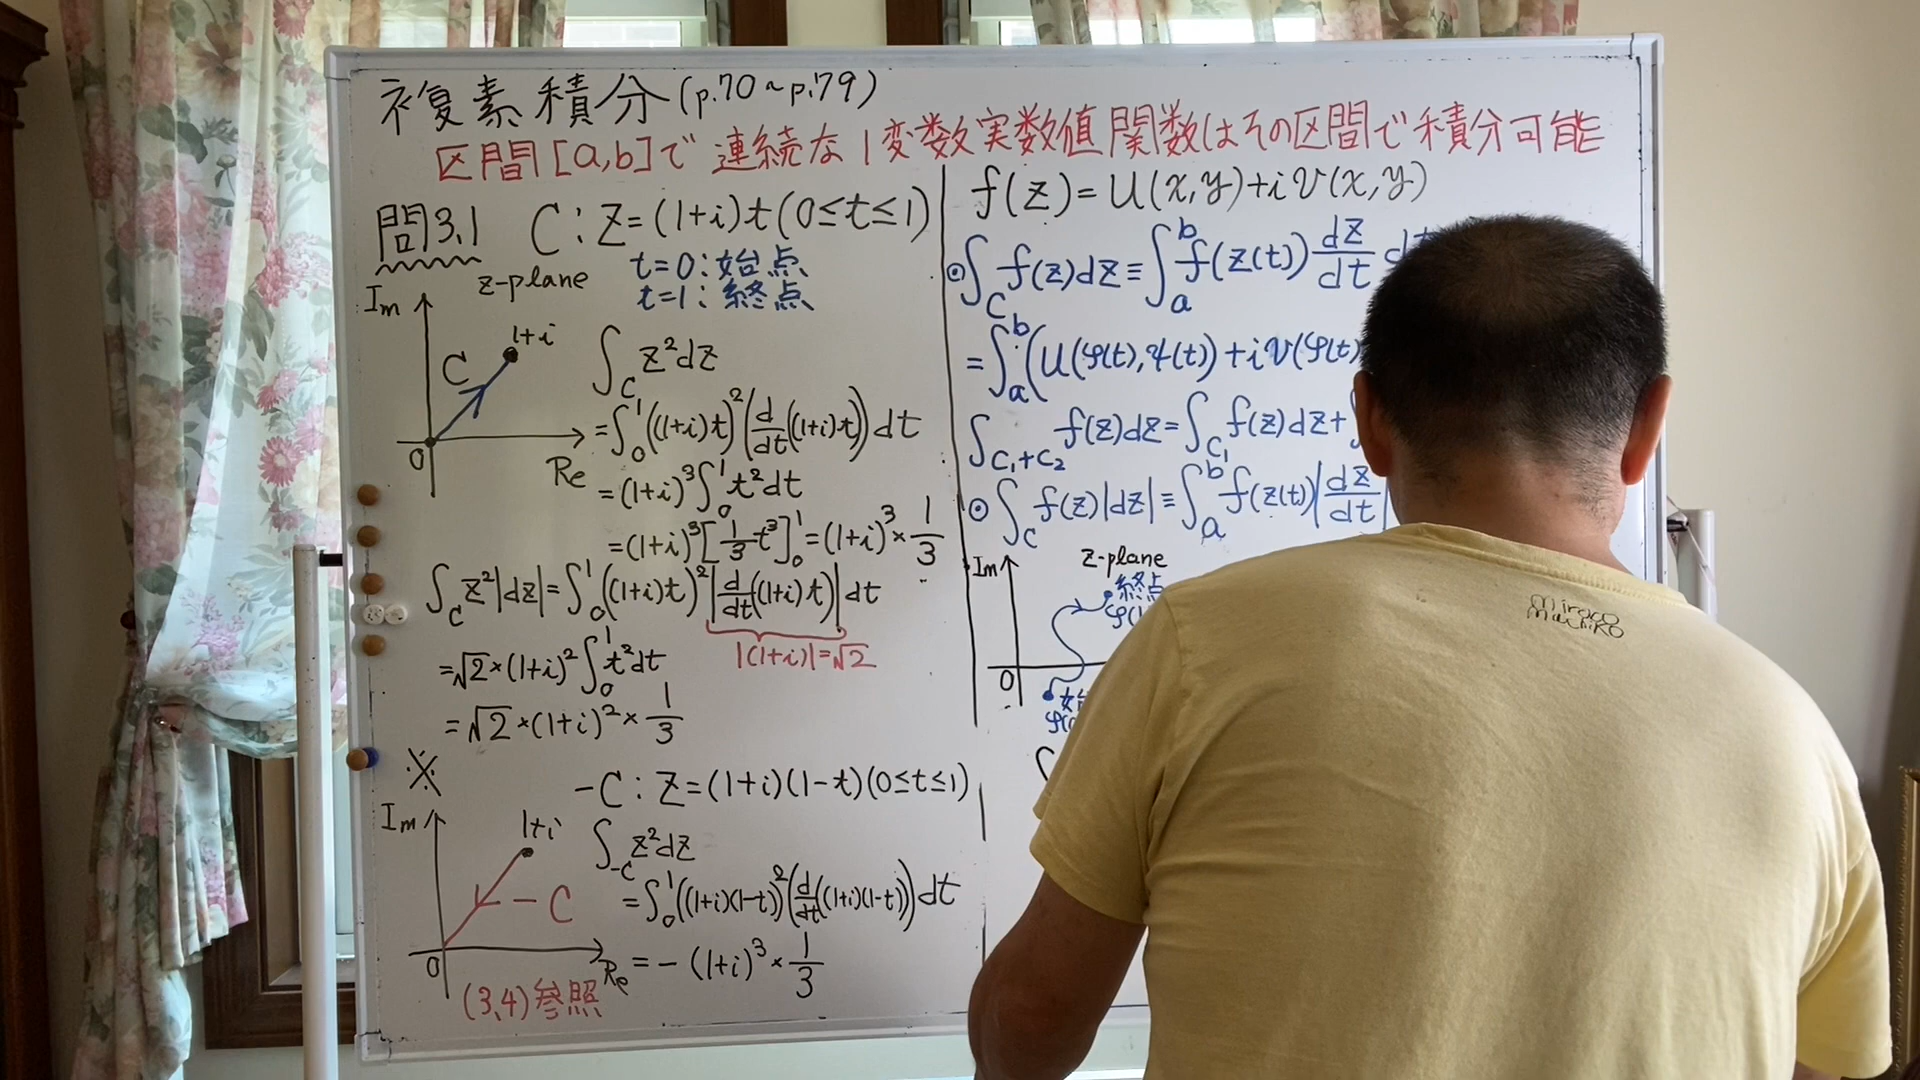 複素積分(p.70~p.79)
区間[a,b]で連続な1変数実数値関数はその区間で積分可能
問3.1 C:z=(1+i)t(0≤t≤1)
t=0:始点
t=1:終点
z-plane
Im
1+i
C
0
Re
∫_C z²dz
=∫_0^1((1+i)t)²(d/dt((1+i)t))dt
=(1+i)³∫_0^1 t²dt
=(1+i)³[1/3 t³]_0^1=(1+i)³×1/3
∫_C z²|dz|=∫_0^1((1+i)t)²|d/dt((1+i)t)|dt
|(1+i)|=√2
=√2×(1+i)²∫_0^1 t²dt
=√2×(1+i)²×1/3
※
-C:z=(1+i)(1-t)(0≤t≤1)
Im
1+i
-C
0
Re
∫_-C z²dz
=∫_0^1((1+i)(1-t))²(d/dt((1+i)(1-t)))dt
=-(1+i)³×1/3
(3.4)参照
f(z)=u(x,y)+iv(x,y)
⊙∫_C f(z)dz≡∫_a^b f(z(t))dz/dt dt
=∫_a^b(u(φ(t),ψ(t))+iv(φ(t)
∫_C₁+C₂ f(z)dz=∫_C₁ f(z)dz+∫
⊙∫_C f(z)|dz|≡∫_a^b f(z(t))|dz/dt|
z-plane
Im
終点
0
miraco
machiko